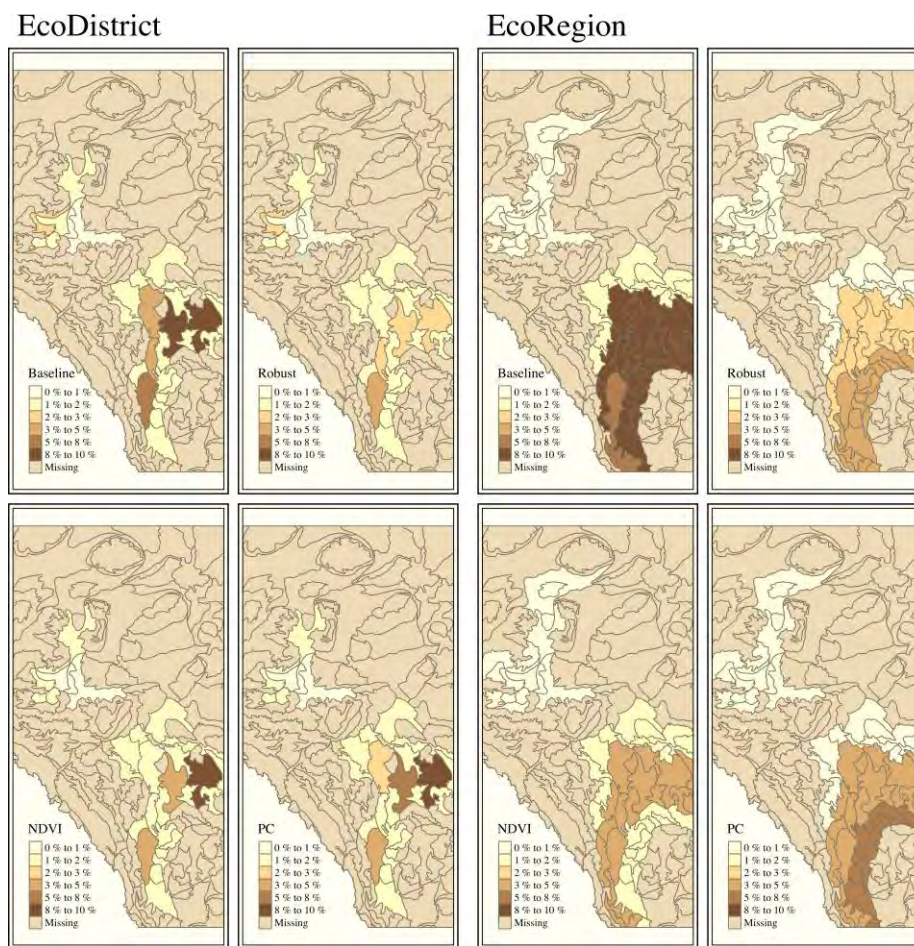 EcoDistrict
EcoRegion
Baseline
0 % to 1 %
1 % to 2 %
2 % to 3 %
3 % to 5 %
5 % to 8 %
8 % to 10 %
Missing
Robust
0 % to 1 %
1 % to 2 %
2 % to 3 %
3 % to 5 %
5 % to 8 %
8 % to 10 %
Missing
Baseline
0 % to 1 %
1 % to 2 %
2 % to 3 %
3 % to 5 %
5 % to 8 %
8 % to 10 %
Missing
Robust
0 % to 1 %
1 % to 2 %
2 % to 3 %
3 % to 5 %
5 % to 8 %
8 % to 10 %
Missing
NDVI
0 % to 1 %
1 % to 2 %
2 % to 3 %
3 % to 5 %
5 % to 8 %
8 % to 10 %
Missing
PC
0 % to 1 %
1 % to 2 %
2 % to 3 %
3 % to 5 %
5 % to 8 %
8 % to 10 %
Missing
NDVI
0 % to 1 %
1 % to 2 %
2 % to 3 %
3 % to 5 %
5 % to 8 %
8 % to 10 %
Missing
PC
0 % to 1 %
1 % to 2 %
2 % to 3 %
3 % to 5 %
5 % to 8 %
8 % to 10 %
Missing